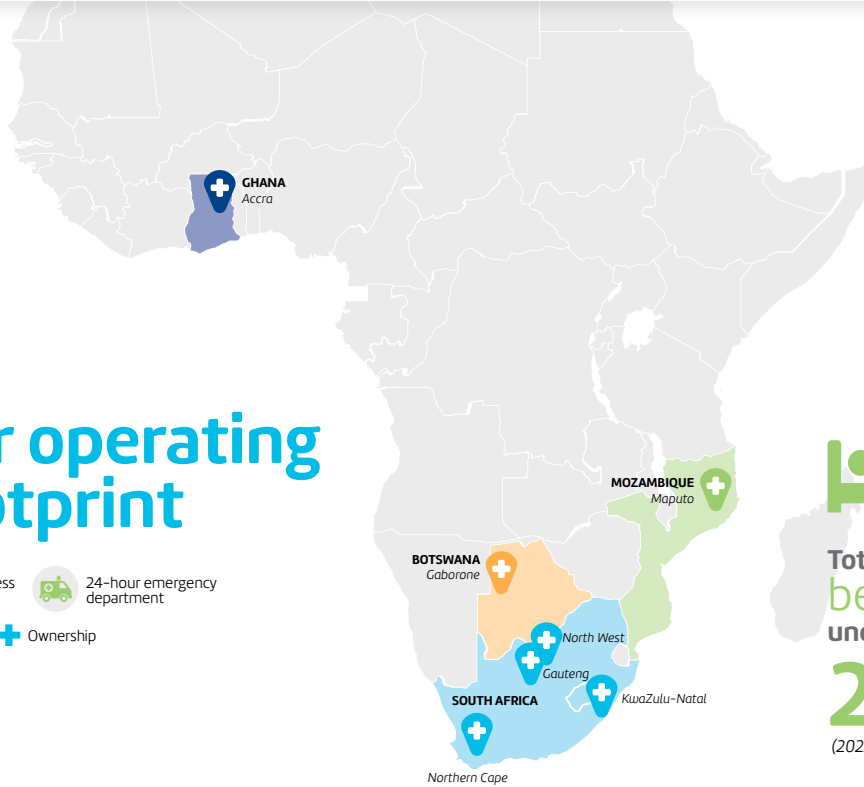 GHANA
Accra
r operating
otprint
MOZAMBIQUE
Maputo
BOTSWANA
Gaborone
ess
24-hour emergency
department
Ownership
North West
Gauteng
SOUTH AFRICA
KwaZulu-Natal
Northern Cape
Tot
be
und
2
(202